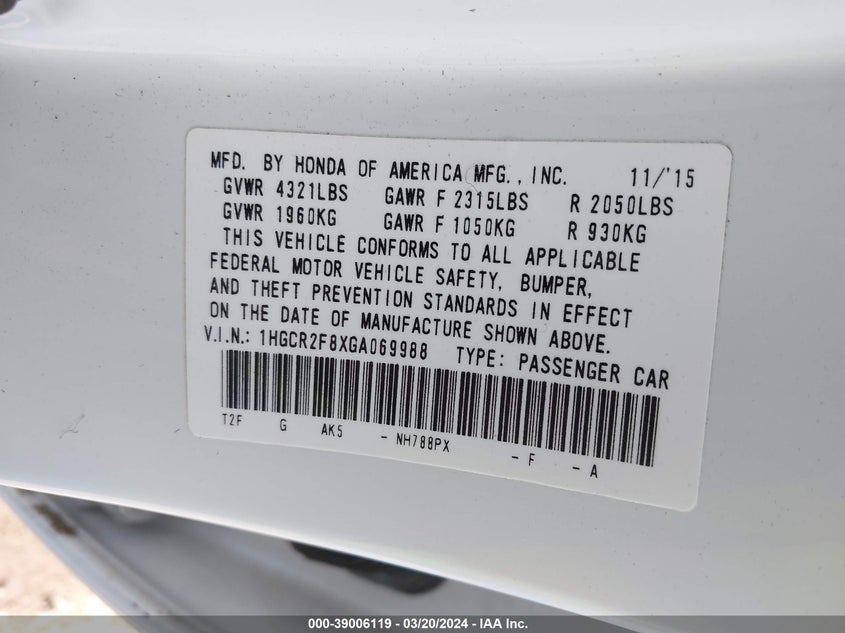 MFD. BY HONDA OF AMERICA MFG., INC. 11/'15
GVWR 4321LBS GAWR F 2315LBS R 2050LBS
GVWR 1960KG GAWR F 1050KG R 930KG
THIS VEHICLE CONFORMS TO ALL APPLICABLE
FEDERAL MOTOR VEHICLE SAFETY, BUMPER,
AND THEFT PREVENTION STANDARDS IN EFFECT
ON THE DATE OF MANUFACTURE SHOWN ABOVE.
V.I.N.: 1HGCR2F8XGA069988 TYPE: PASSENGER CAR
T2F G AK5 - NH788PX - F - A
000-39006119 - 03/20/2024 - IAA Inc.